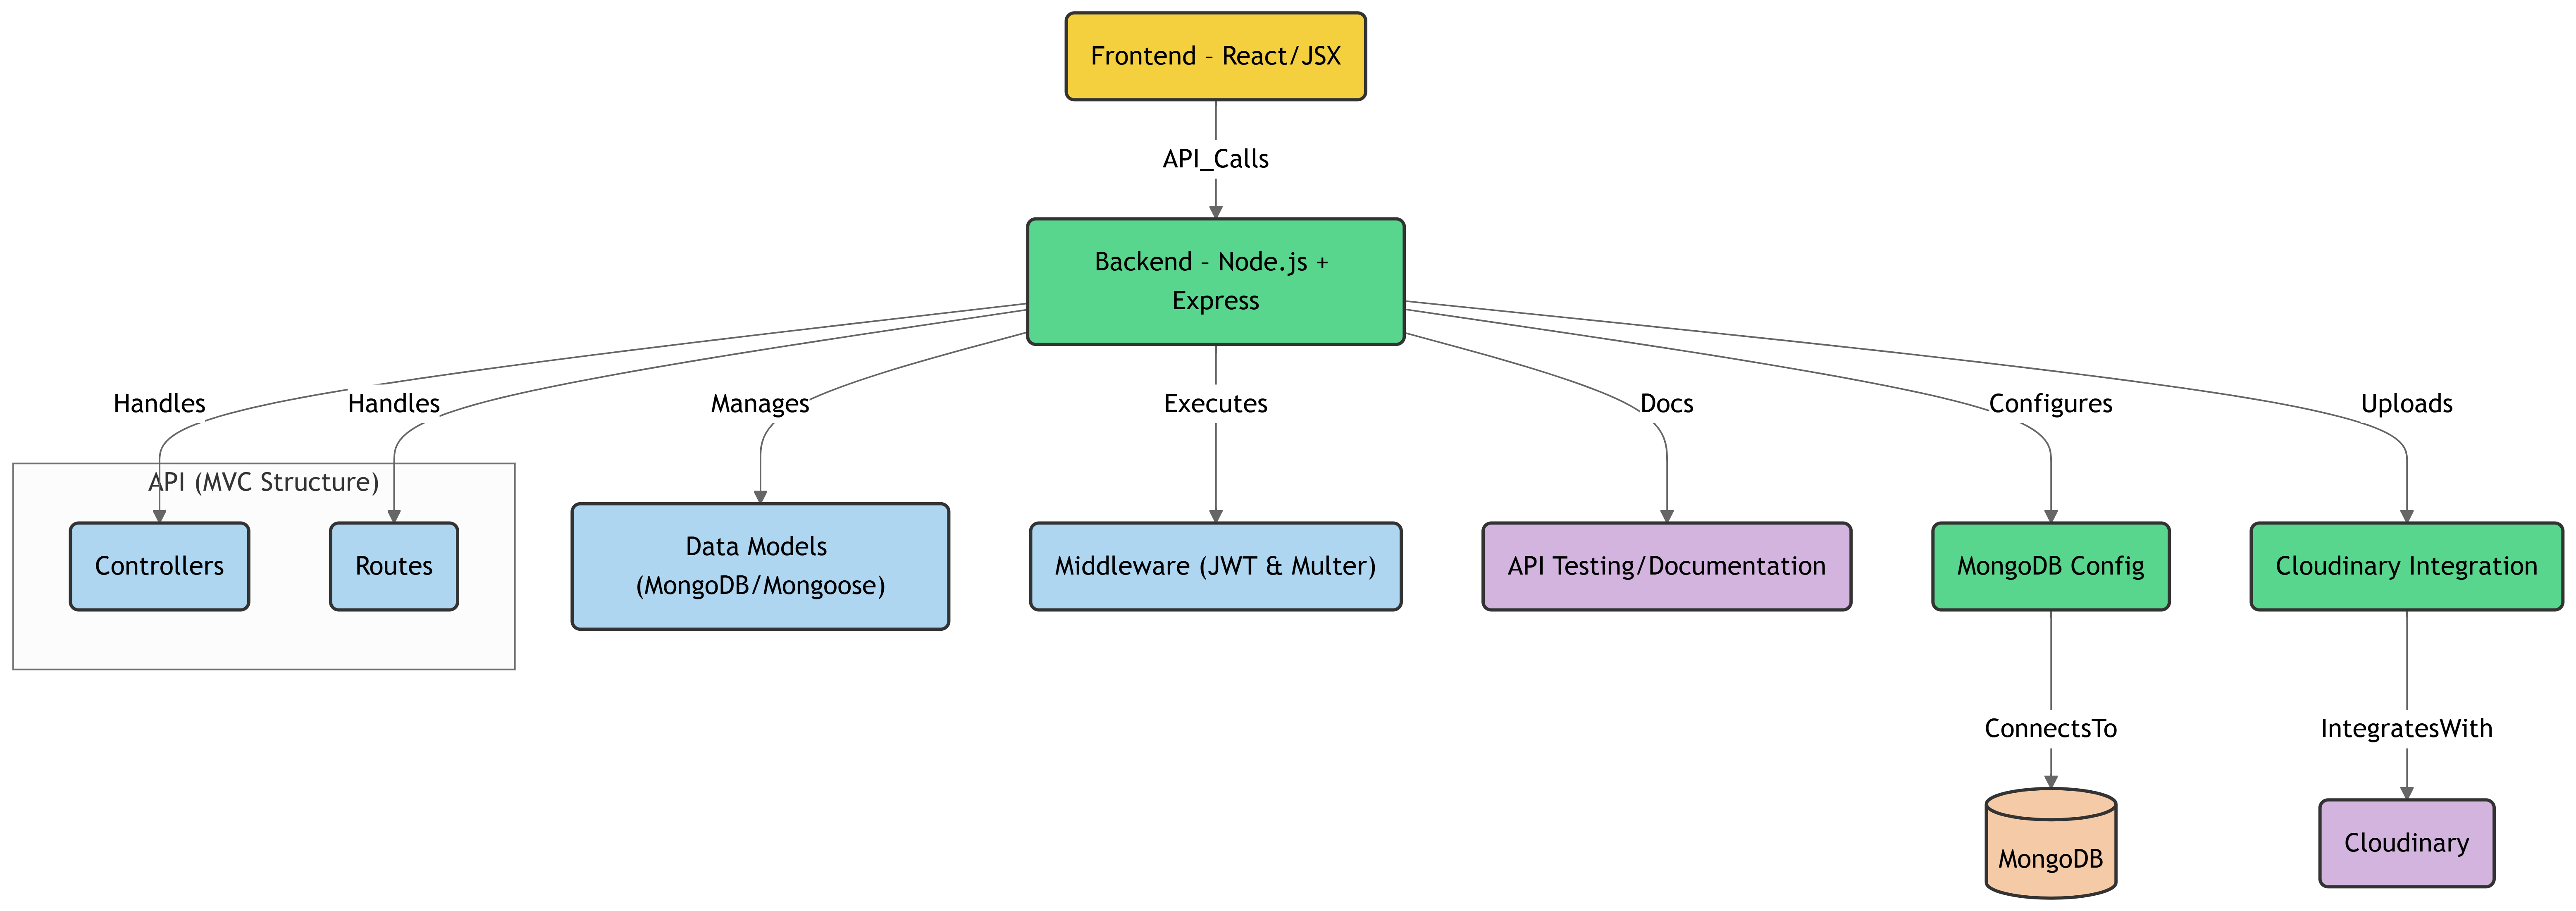 Frontend – React/JSX
API_Calls
Backend – Node.js +
Express
Handles
Handles
Manages
Executes
Docs
Configures
Uploads
API (MVC Structure)
Controllers
Routes
Data Models
(MongoDB/Mongoose)
Middleware (JWT & Multer)
API Testing/Documentation
MongoDB Config
Cloudinary Integration
ConnectsTo
IntegratesWith
MongoDB
Cloudinary